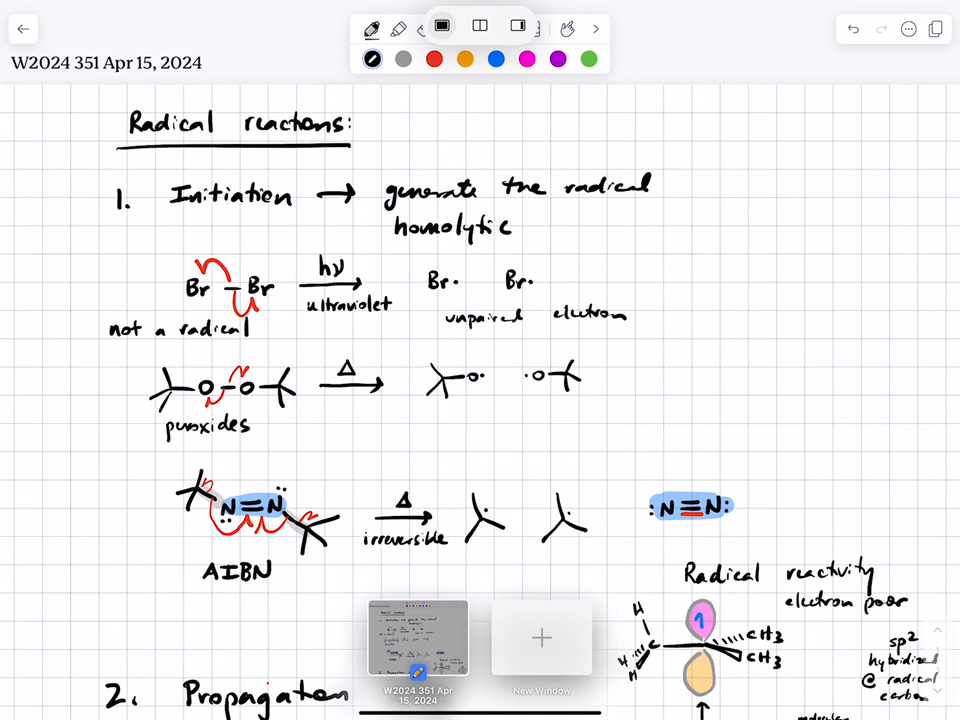 W2024 351 Apr 15, 2024
Radical reactions:
1. Initiation → generate the radical
homolytic
Br – Br hν Br· Br·
ultraviolet
unpaired electron
not a radical
O – O Δ O· ·O
peroxides
N = N Δ :N ≡ N:
irreversible
AIBN
Radical reactivity
electron poor
H
1
C CH3
CH3
H
H
sp2
hybridized
@ radical
carbon
W2024 351 Apr
15, 2024
New Window
2. Propagation